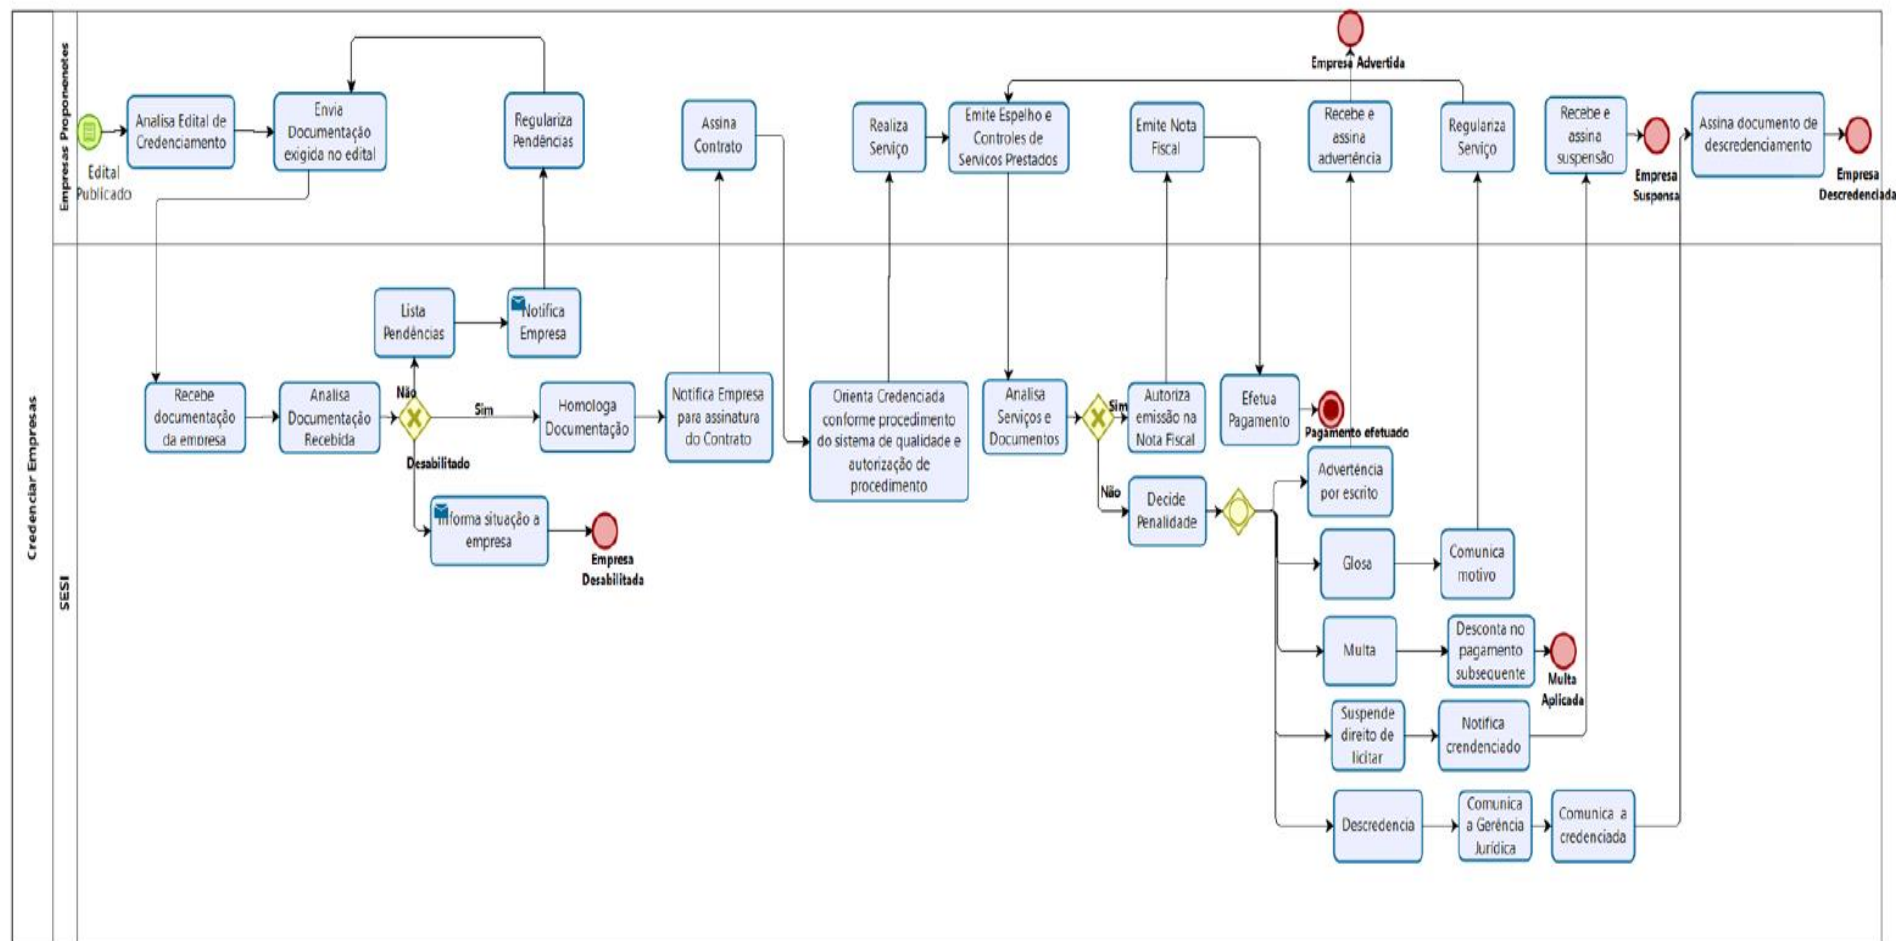 Credenciar Empresas
Empresas Proponenotes
Edital
Publicado
Analisa Edital de
Credenciamento
Envia
Documentação
exigida no edital
Regulariza
Pendências
Assina
Contrato
Realiza
Serviço
Emite Espelho e
Controles de
Servicos Prestados
Emite Nota
Fiscal
Empresa Advertida
Recebe e
assina
advertência
Regulariza
Serviço
Recebe e
assina
suspensão
Empresa
Suspensa
Assina documento de
descredenciamento
Empresa
Descredenciada
SESI
Recebe
documentação
da empresa
Analisa
Documentação
Recebida
Não
Sim
Desabilitado
Lista
Pendências
Notifica
Empresa
Informa situação a
empresa
Empresa
Desabilitada
Homologa
Documentação
Notifica Empresa
para assinatura
do Contrato
Orienta Credenciada
conforme procedimento
do sistema de qualidade e
autorização de
procedimento
Analisa
Serviços e
Documentos
Sim
Não
Autoriza
emissão na
Nota Fiscal
Efetua
Pagamento
Pagamento efetuado
Decide
Penalidade
Advertência
por escrito
Glosa
Comunica
motivo
Multa
Desconta no
pagamento
subsequente
Multa
Aplicada
Suspende
direito de
licitar
Notifica
crendenciado
Descredencia
Comunica
a Gerência
Jurídica
Comunica a
credenciada